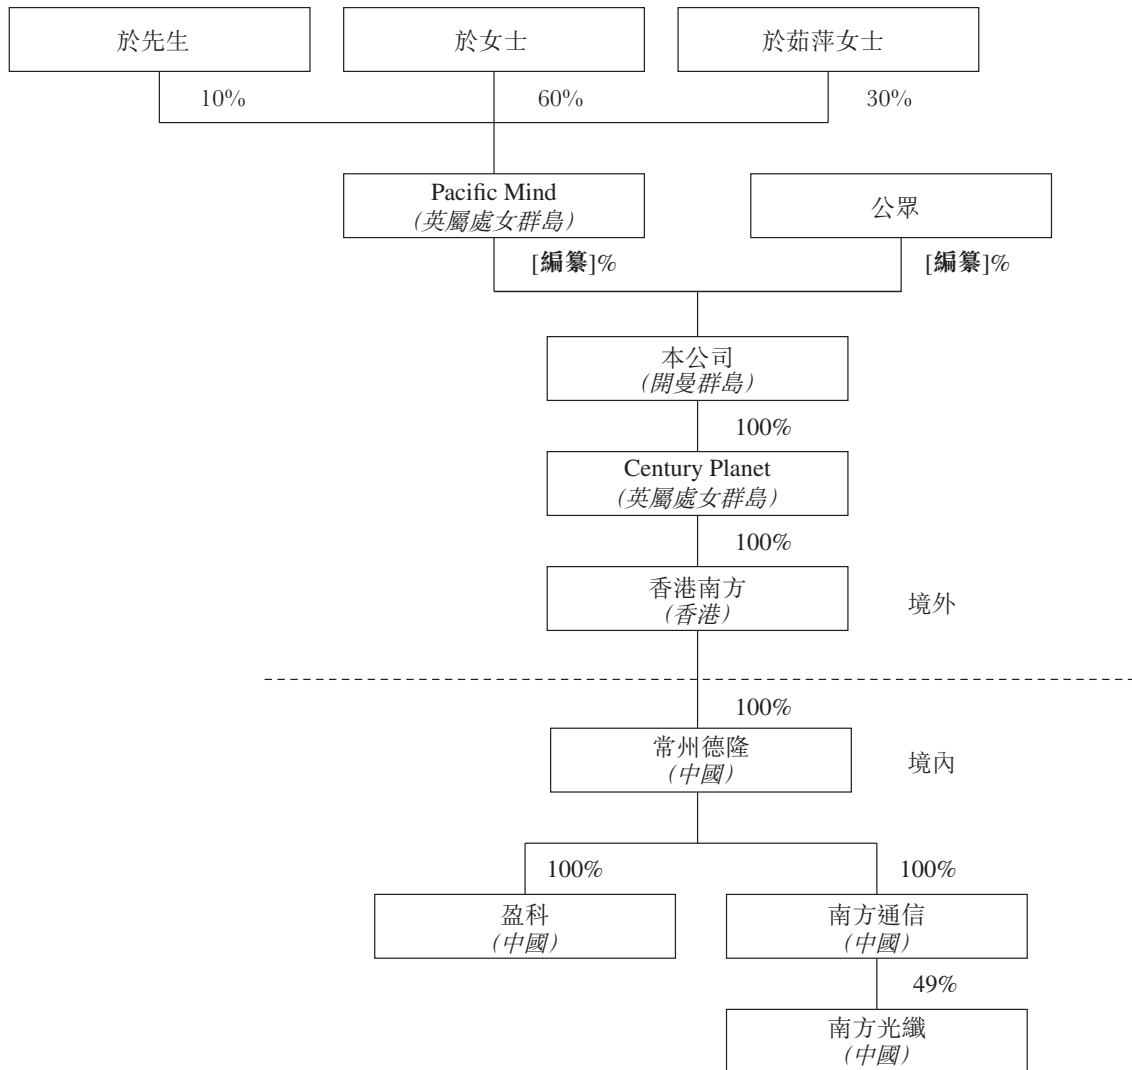 於先生
於女士
於茹萍女士
10%
60%
30%
Pacific Mind
(英屬處女群島)
公眾
[編纂]%
[編纂]%
本公司
(開曼群島)
100%
Century Planet
(英屬處女群島)
100%
香港南方
(香港)
境外
100%
常州德隆
(中國)
境內
100%
100%
盈科
(中國)
南方通信
(中國)
49%
南方光纖
(中國)